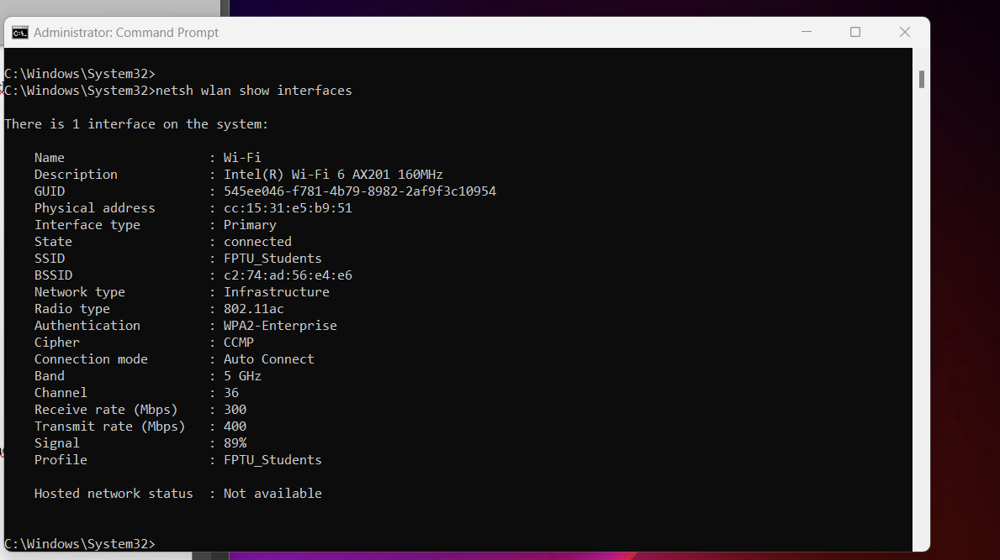 Administrator: Command Prompt
C:\Windows\System32>
C:\Windows\System32>netsh wlan show interfaces
There is 1 interface on the system:
Name : Wi-Fi
Description : Intel(R) Wi-Fi 6 AX201 160MHz
GUID : 545ee046-f781-4b79-8982-2af9f3c10954
Physical address : cc:15:31:e5:b9:51
Interface type : Primary
State : connected
SSID : FPTU_Students
BSSID : c2:74:ad:56:e4:e6
Network type : Infrastructure
Radio type : 802.11ac
Authentication : WPA2-Enterprise
Cipher : CCMP
Connection mode : Auto Connect
Band : 5 GHz
Channel : 36
Receive rate (Mbps) : 300
Transmit rate (Mbps) : 400
Signal : 89%
Profile : FPTU_Students
Hosted network status : Not available
C:\Windows\System32>